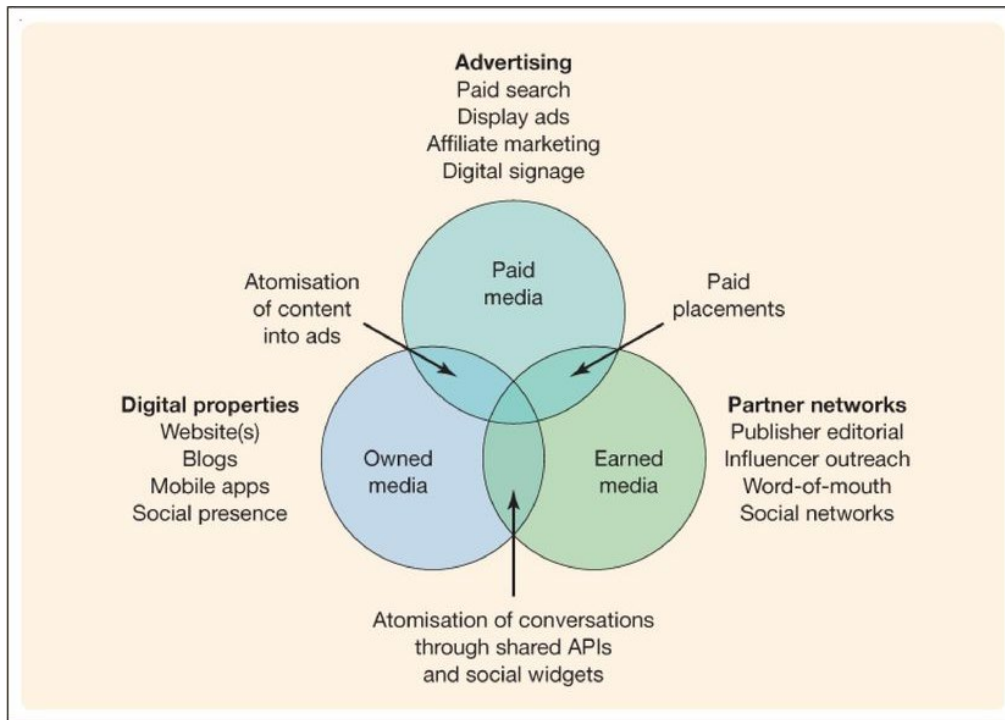 Advertising
Paid search
Display ads
Affiliate marketing
Digital signage
Paid
media
Atomisation
of content
into ads
Paid
placements
Digital properties
Website(s)
Blogs
Mobile apps
Social presence
Owned
media
Earned
media
Partner networks
Publisher editorial
Influencer outreach
Word-of-mouth
Social networks
Atomisation of conversations
through shared APIs
and social widgets